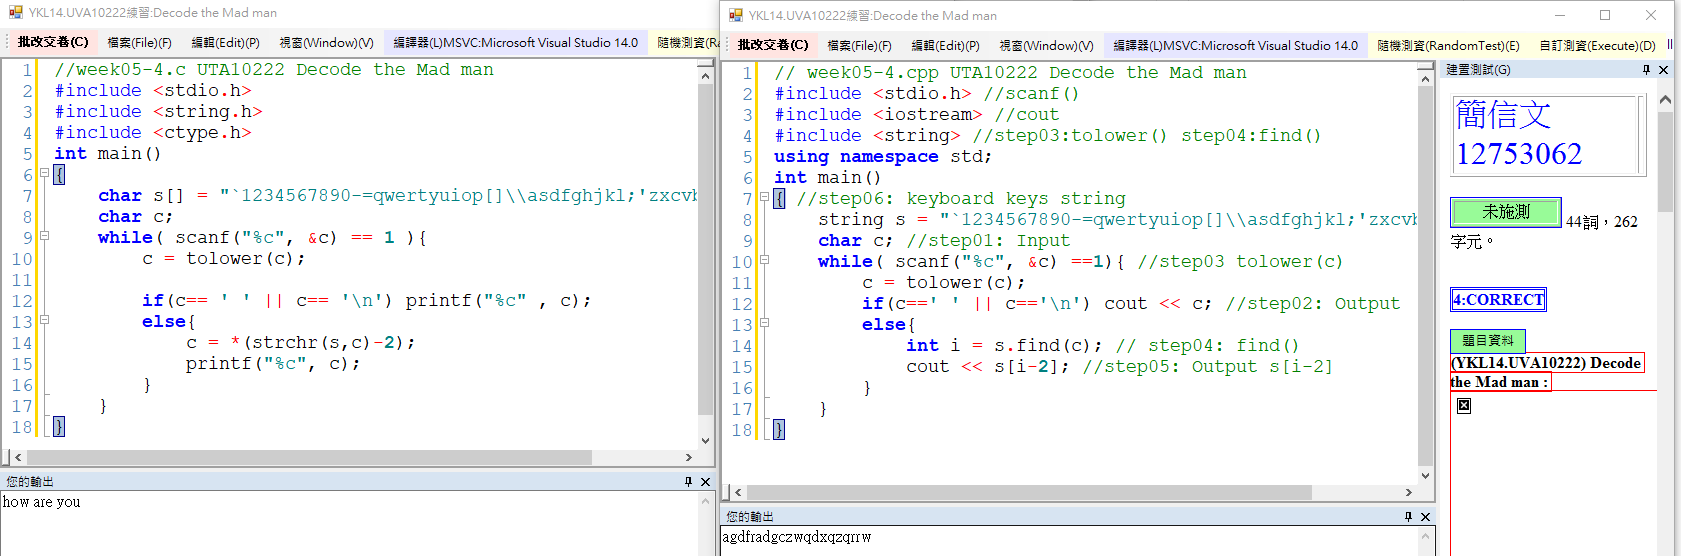 YKL14.UVA10222練習:Decode the Mad man
批改交卷(C) 檔案(File)(F) 編輯(Edit)(P) 視窗(Window)(V) 編譯器(L)MSVC:Microsoft Visual Studio 14.0 隨機測資(Ra
1 //week05-4.c UTA10222 Decode the Mad man
2 #include <stdio.h>
3 #include <string.h>
4 #include <ctype.h>
5 int main()
6 {
7 char s[] = "`1234567890-=qwertyuiop[]\\asdfghjkl;'zxcvb
8 char c;
9 while( scanf("%c", &c) == 1 ){
10 c = tolower(c);
11
12 if(c== ' ' || c== '\n') printf("%c" , c);
13 else{
14 c = *(strchr(s,c)-2);
15 printf("%c", c);
16 }
17 }
18 }
您的輸出
how are you
YKL14.UVA10222練習:Decode the Mad man
批改交卷(C) 檔案(File)(F) 編輯(Edit)(P) 視窗(Window)(V) 編譯器(L)MSVC:Microsoft Visual Studio 14.0 隨機測資(RandomTest)(E) 自訂測資(Execute)(D)
1 // week05-4.cpp UTA10222 Decode the Mad man
2 #include <stdio.h> //scanf()
3 #include <iostream> //cout
4 #include <string> //step03:tolower() step04:find()
5 using namespace std;
6 int main()
7 { //step06: keyboard keys string
8 string s = "`1234567890-=qwertyuiop[]\\asdfghjkl;'zxcvb
9 char c; //step01: Input
10 while( scanf("%c", &c) ==1){ //step03 tolower(c)
11 c = tolower(c);
12 if(c==' ' || c=='\n') cout << c; //step02: Output
13 else{
14 int i = s.find(c); // step04: find()
15 cout << s[i-2]; //step05: Output s[i-2]
16 }
17 }
18 }
您的輸出
agdfradgczwqdxqzqrrw
建置測試(G)
簡信文
12753062
未施測 44詞，262
字元。
4:CORRECT
題目資料
(YKL14.UVA10222) Decode
the Mad man :